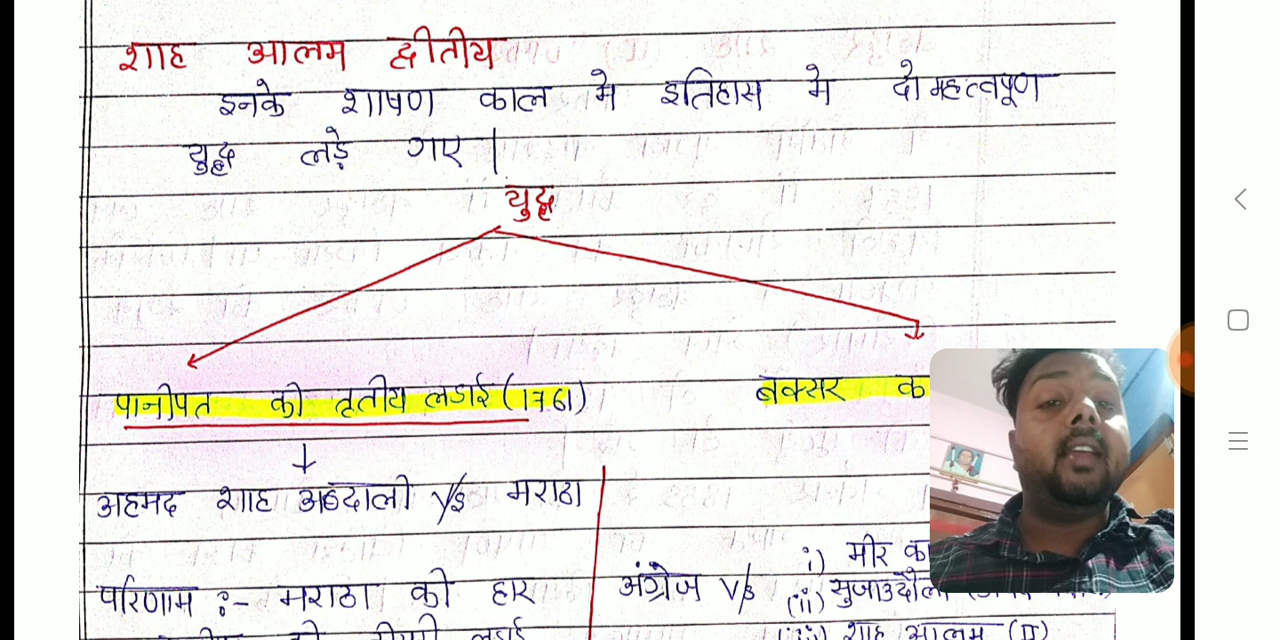 शाह आलम द्वीतीय
इनके शाषण काल मे इतिहास मे दो महत्वपूण
युद्ध लड़े गए |
युद्ध
पानीपत की तृतीय लडाई (1761)
बक्सर क
↓
अहमद शाह अब्दाली V/s मराठा
i) मीर का
परिणाम :- मराठा की हार
अंग्रेज V/s
(ii) सुजाउदौला
(iii) शाह आलम (II)
लडाई